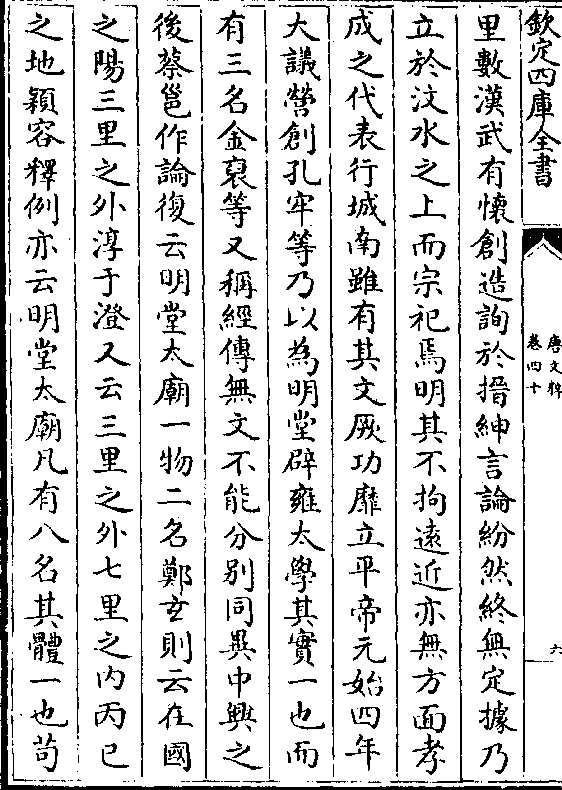 欽定四庫全書
唐文粹
卷四十
六
里數漢武有懷創造詢於搢紳言論紛然終無定據乃
立於汶水之上而宗祀焉明其不拘遠近亦無方面孝
成之代表行城南雖有其文厥功靡立平帝元始四年
大議營創孔牢等乃以為明堂辟雍太學其實一也而
有三名金裒等又稱經傳無文不能分別同異中興之
後蔡邕作論復云明堂太廟一物二名鄭玄則云在國
之陽三里之外淳于澄又云三里之外七里之内丙巳
之地穎容釋例亦云明堂太廟凡有八名其體一也茍